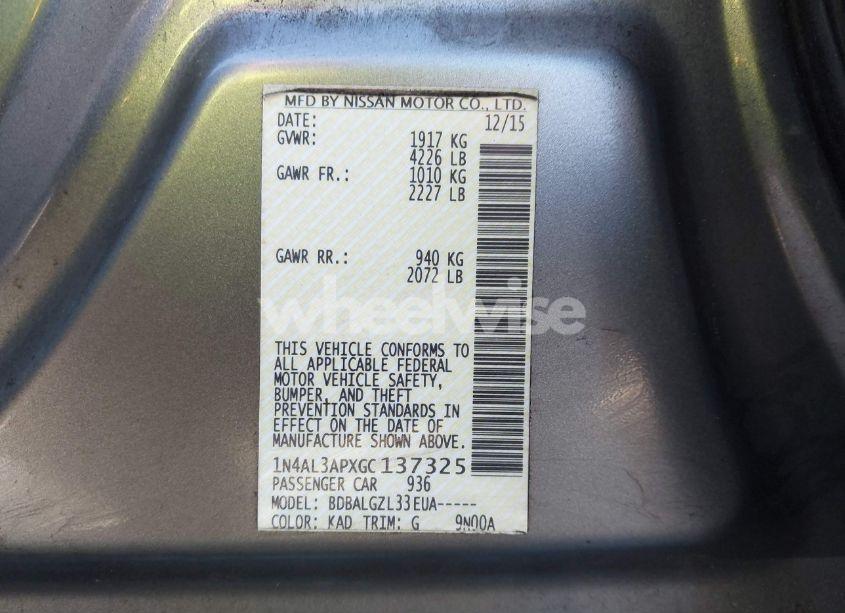 MFD BY NISSAN MOTOR CO., LTD.
DATE: 12/15
GVWR: 1917 KG
4226 LB
GAWR FR.: 1010 KG
2227 LB
GAWR RR.: 940 KG
2072 LB
wheelwise
THIS VEHICLE CONFORMS TO
ALL APPLICABLE FEDERAL
MOTOR VEHICLE SAFETY,
BUMPER, AND THEFT
PREVENTION STANDARDS IN
EFFECT ON THE DATE OF
MANUFACTURE SHOWN ABOVE.
1N4AL3APXGC137325
PASSENGER CAR 936
MODEL: BDBALGZL33EUA-----
COLOR: KAD TRIM: G 9N00A